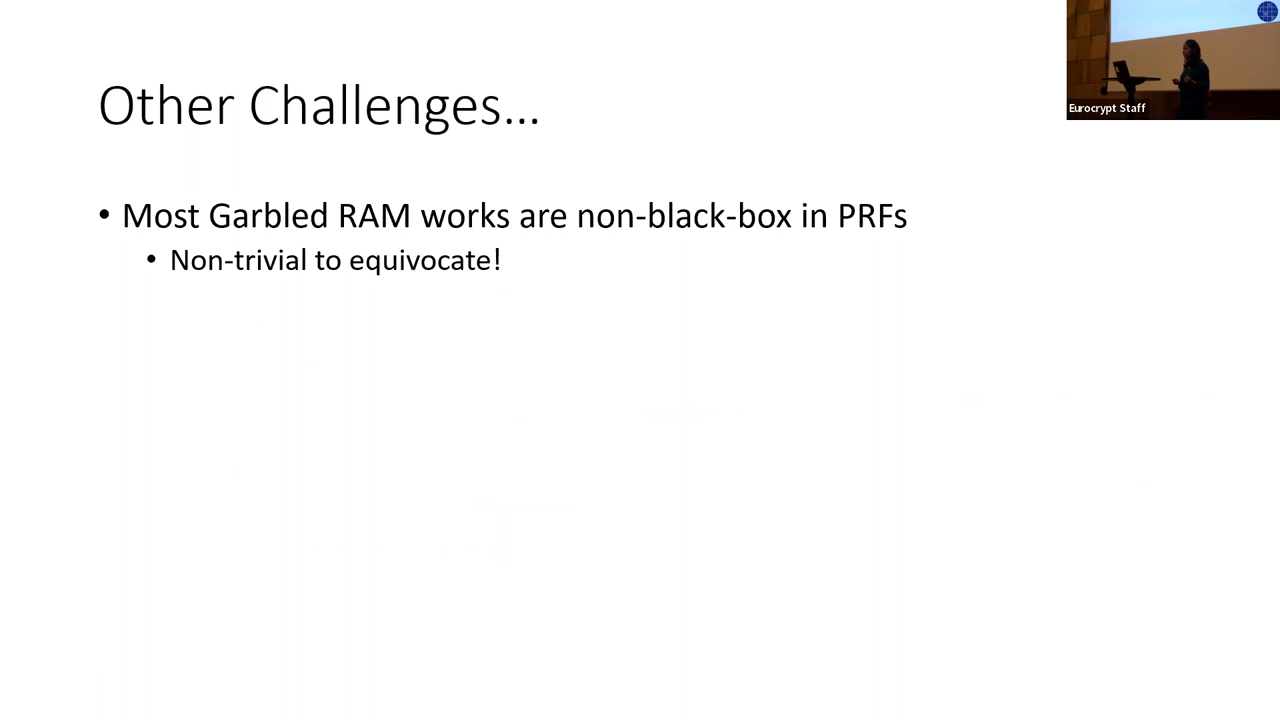 Other Challenges...
• Most Garbled RAM works are non-black-box in PRFs
• Non-trivial to equivocate!
Eurocrypt Staff